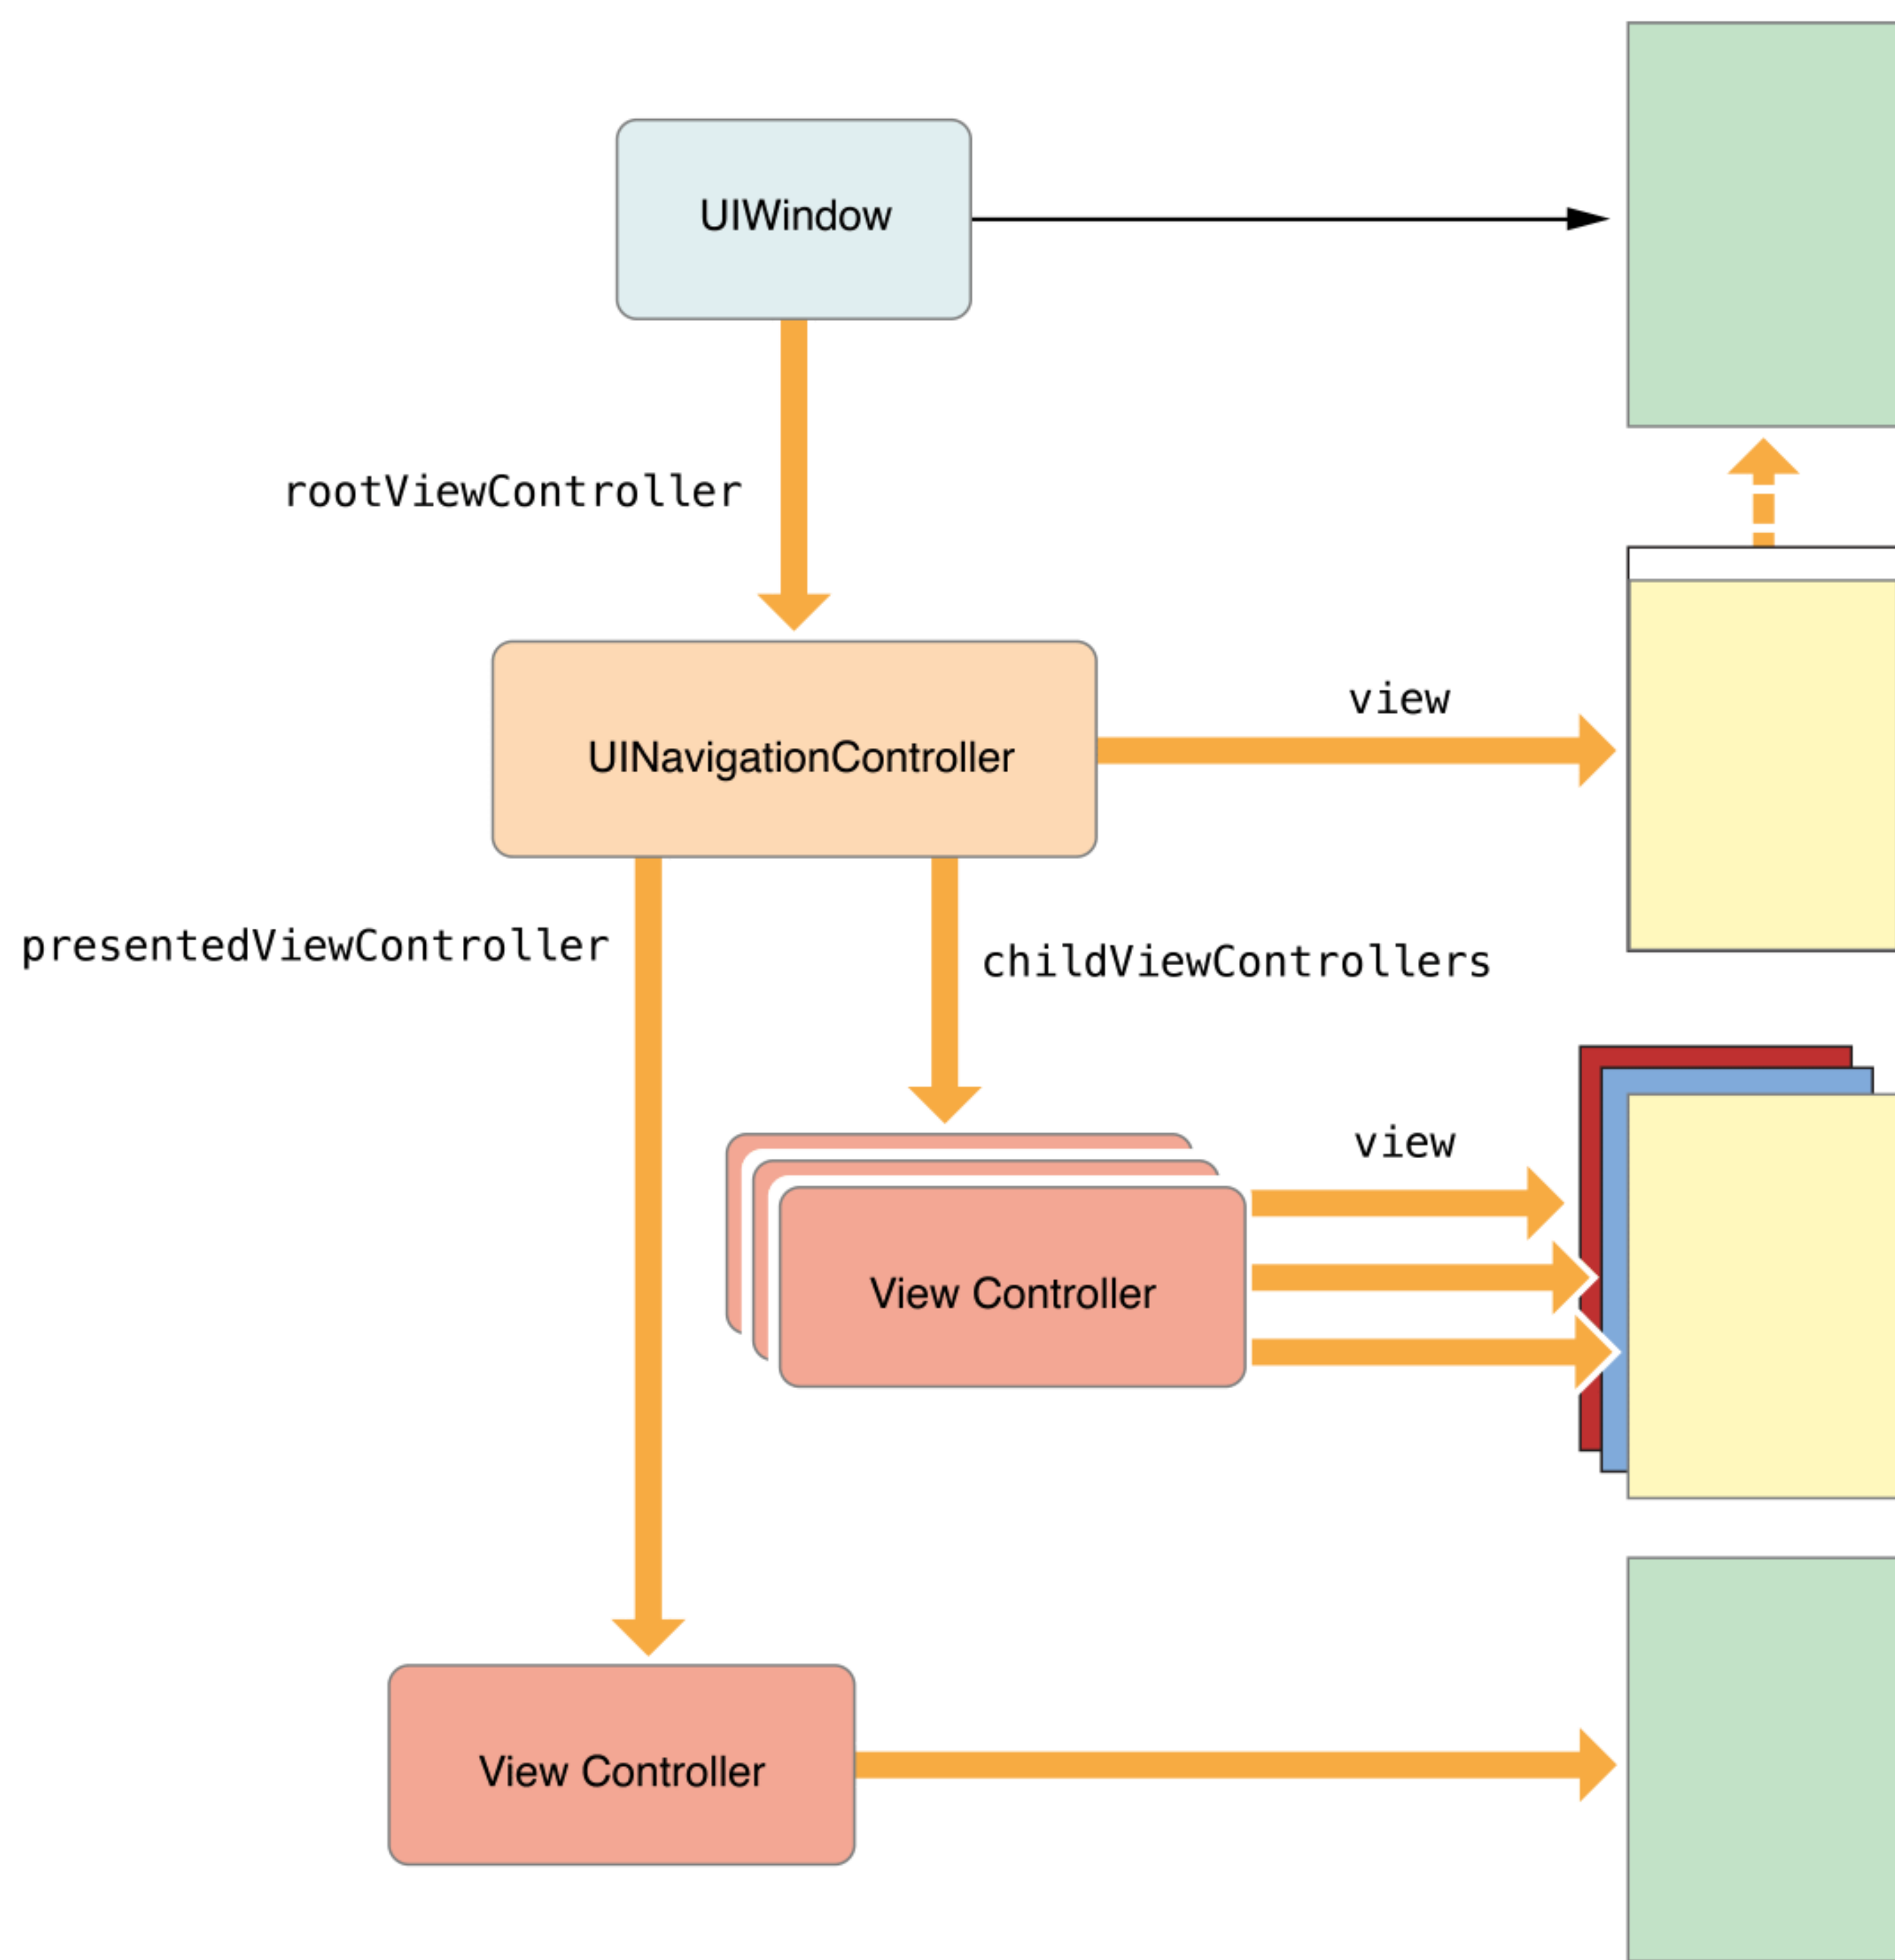 UIWindow
rootViewController
view
UINavigationController
presentedViewController
childViewControllers
view
View Controller
View Controller